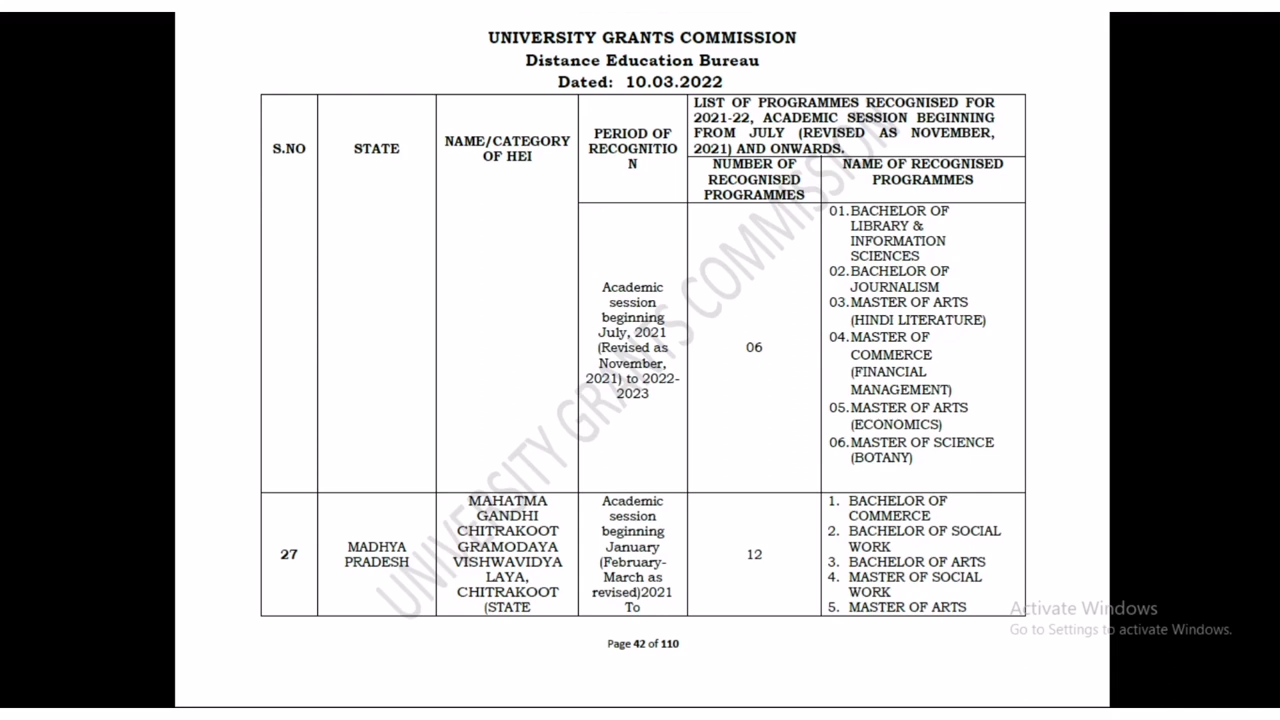 UNIVERSITY GRANTS COMMISSION
Distance Education Bureau
Dated: 10.03.2022
S.NO
STATE
NAME/CATEGORY
OF HEI
PERIOD OF
RECOGNITIO
N
LIST OF PROGRAMMES RECOGNISED FOR
2021-22, ACADEMIC SESSION BEGINNING
FROM JULY (REVISED AS NOVEMBER,
2021) AND ONWARDS.
NUMBER OF
RECOGNISED
PROGRAMMES
NAME OF RECOGNISED
PROGRAMMES
Academic
session
beginning
July, 2021
(Revised as
November,
2021) to 2022-
2023
06
01.BACHELOR OF
LIBRARY &
INFORMATION
SCIENCES
02.BACHELOR OF
JOURNALISM
03.MASTER OF ARTS
(HINDI LITERATURE)
04.MASTER OF
COMMERCE
(FINANCIAL
MANAGEMENT)
05.MASTER OF ARTS
(ECONOMICS)
06.MASTER OF SCIENCE
(BOTANY)
27
MADHYA
PRADESH
MAHATMA
GANDHI
CHITRAKOOT
GRAMODAYA
VISHWAVIDYA
LAYA,
CHITRAKOOT
(STATE
Academic
session
beginning
January
(February-
March as
revised)2021
To
12
1. BACHELOR OF
COMMERCE
2. BACHELOR OF SOCIAL
WORK
3. BACHELOR OF ARTS
4. MASTER OF SOCIAL
WORK
5. MASTER OF ARTS
UNIVERSITY GRANTS COMMISSION
Page 42 of 110
Activate Windows
Go to Settings to activate Windows.